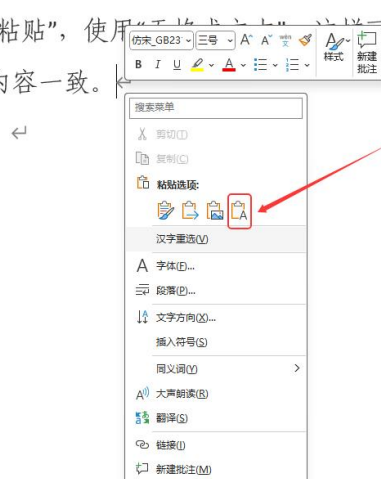 粘贴”，使用“无格式文本”，这样
内容一致。
仿宋_GB23 三号 A A wén 文 样式 新建批注
B I U A
搜索菜单
剪切(T)
复制(C)
粘贴选项:
汉字重选(V)
A 字体(F)...
段落(P)...
文字方向(X)...
插入符号(S)
同义词(Y)
大声朗读(R)
翻译(S)
链接(I)
新建批注(M)